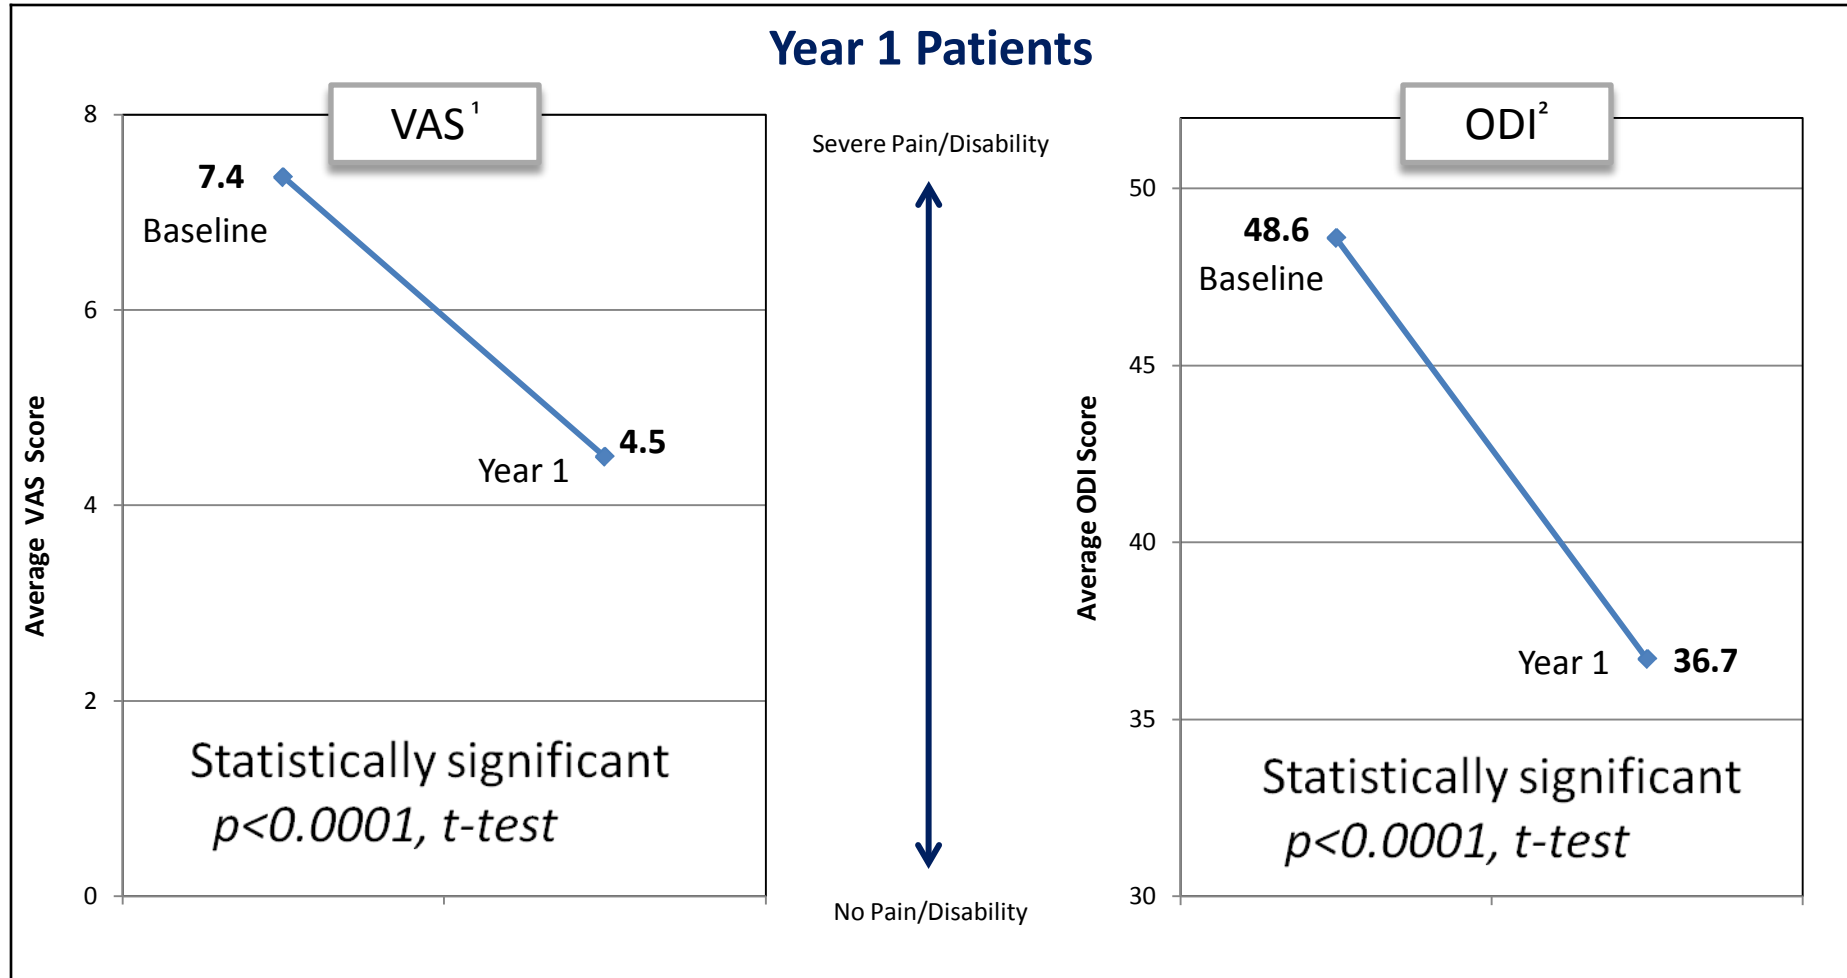 Year 1 Patients
VAS ¹
8
6
4
2
0
Average VAS Score
7.4
Baseline
4.5
Year 1
Statistically significant
p<0.0001, t-test
Severe Pain/Disability
No Pain/Disability
ODI²
50
45
40
35
30
Average ODI Score
48.6
Baseline
Year 1
36.7
Statistically significant
p<0.0001, t-test